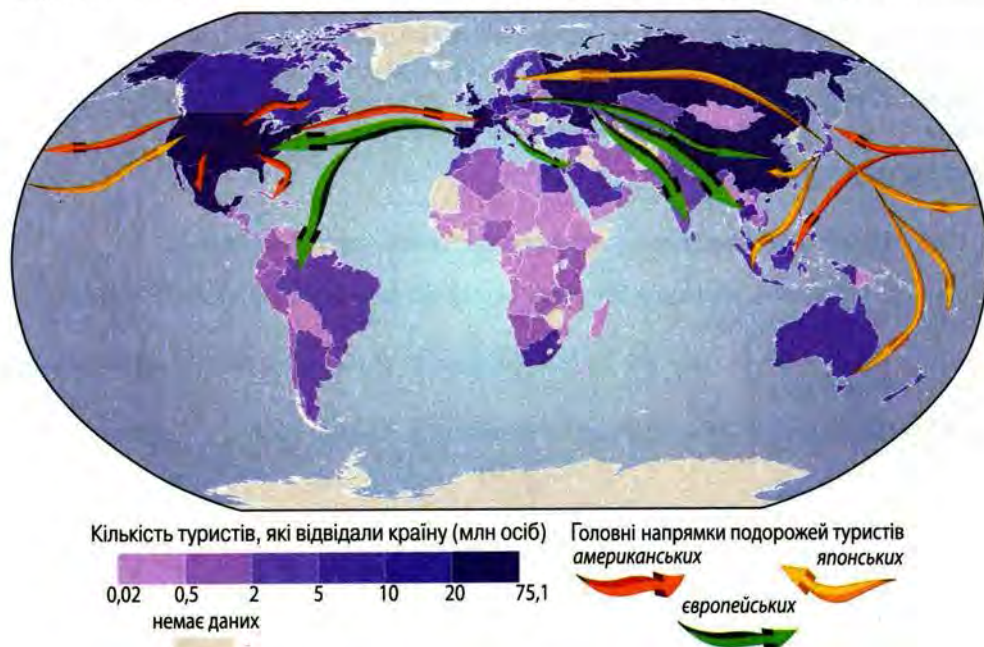 Кількість туристів, які відвідали країну (млн осіб)
0,02 0,5 2 5 10 20 75,1
немає даних
Головні напрямки подорожей туристів
американських японських
європейських